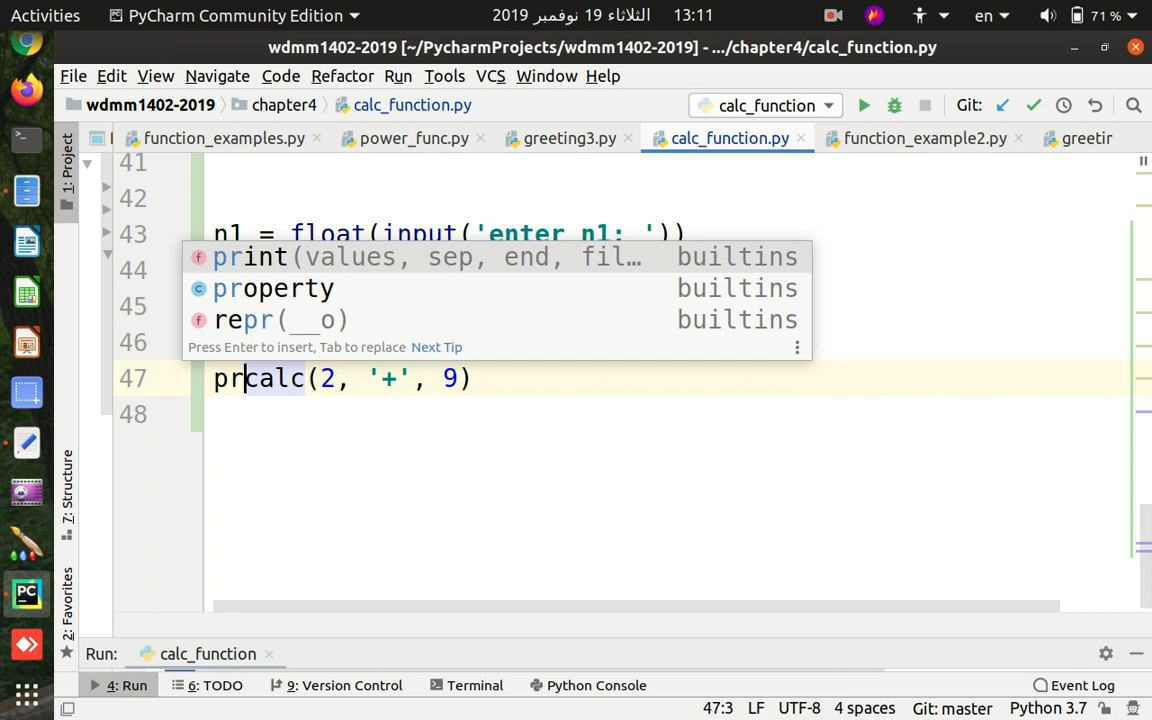 Activities PyCharm Community Edition الثلاثاء 19 نوفمبر 2019 13:11 en 71 %
wdmm1402-2019 [~/PycharmProjects/wdmm1402-2019] - .../chapter4/calc_function.py
File Edit View Navigate Code Refactor Run Tools VCS Window Help
wdmm1402-2019 chapter4 calc_function.py calc_function Git:
function_examples.py power_func.py greeting3.py calc_function.py function_example2.py greetin
1: Project
7: Structure
2: Favorites
41
42
43 n1 = float(input('enter n1: '))
44
print(values, sep, end, fil… builtins
45
property builtins
repr(__o) builtins
46
Press Enter to insert, Tab to replace Next Tip
47 prcalc(2, '+', 9)
48
Run: calc_function
4: Run 6: TODO 9: Version Control Terminal Python Console Event Log
47:3 LF UTF-8 4 spaces Git: master Python 3.7